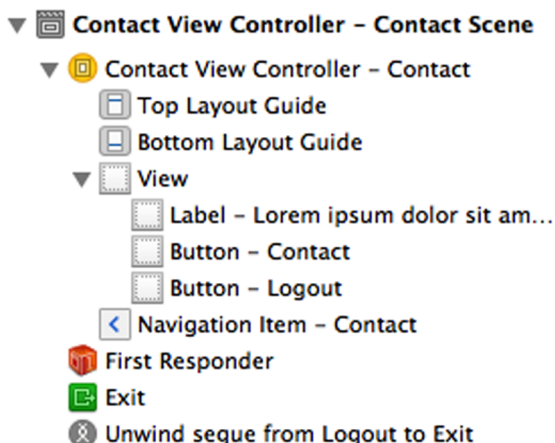 Contact View Controller – Contact Scene
Contact View Controller – Contact
Top Layout Guide
Bottom Layout Guide
View
Label – Lorem ipsum dolor sit am...
Button – Contact
Button – Logout
Navigation Item – Contact
First Responder
Exit
Unwind segue from Logout to Exit